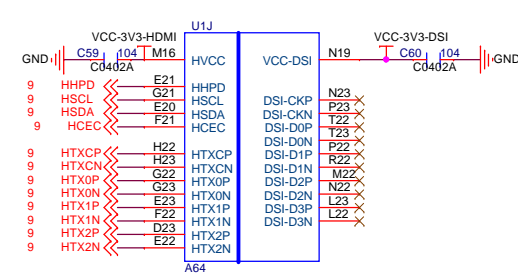 U1J
VCC-3V3-HDMI VCC-3V3-DSI
GND C59 104 M16 HVCC VCC-DSI N19 C60 104 GND
C0402A C0402A
9 HHPD E21 HHPD DSI-CKP N23
9 HSCL G21 HSCL DSI-CKN P23
9 HSDA E20 HSDA DSI-D0P T22
9 HCEC F21 HCEC DSI-D0N T23
9 HTXCP H22 HTXCP DSI-D1P P22
9 HTXCN H23 HTXCN DSI-D1N R22
9 HTX0P G22 HTX0P DSI-D2P M22
9 HTX0N G23 HTX0N DSI-D2N N22
9 HTX1P E23 HTX1P DSI-D3P L23
9 HTX1N F22 HTX1N DSI-D3N L22
9 HTX2P D23 HTX2P
9 HTX2N E22 HTX2N
A64